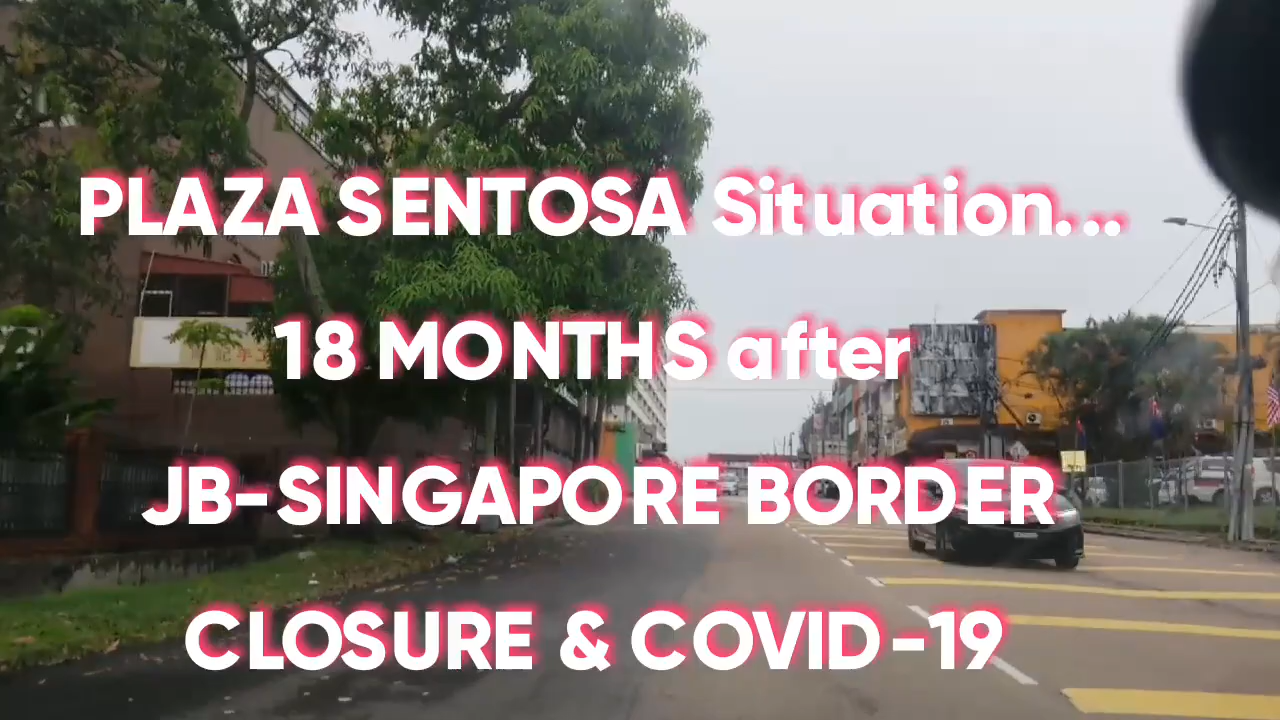 PLAZA SENTOSA Situation...
18 MONTHS after
JB-SINGAPORE BORDER
CLOSURE & COVID-19